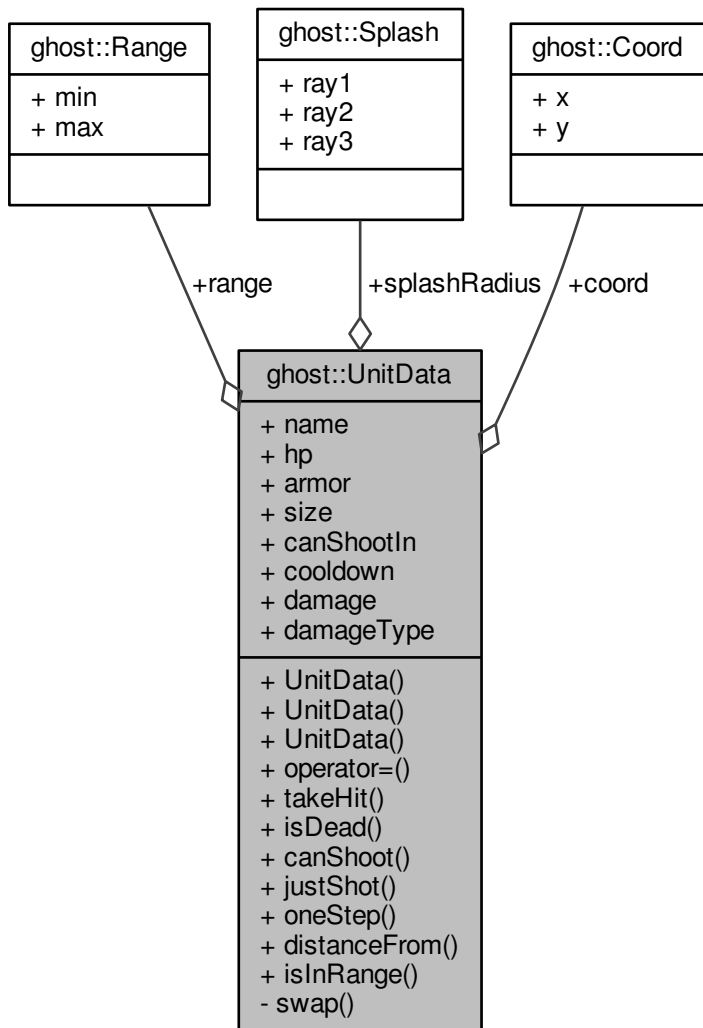 ghost::Range
+ min
+ max
ghost::Splash
+ ray1
+ ray2
+ ray3
ghost::Coord
+ x
+ y
+range
+splashRadius
+coord
ghost::UnitData
+ name
+ hp
+ armor
+ size
+ canShootIn
+ cooldown
+ damage
+ damageType
+ UnitData()
+ UnitData()
+ UnitData()
+ operator=()
+ takeHit()
+ isDead()
+ canShoot()
+ justShot()
+ oneStep()
+ distanceFrom()
+ isInRange()
- swap()